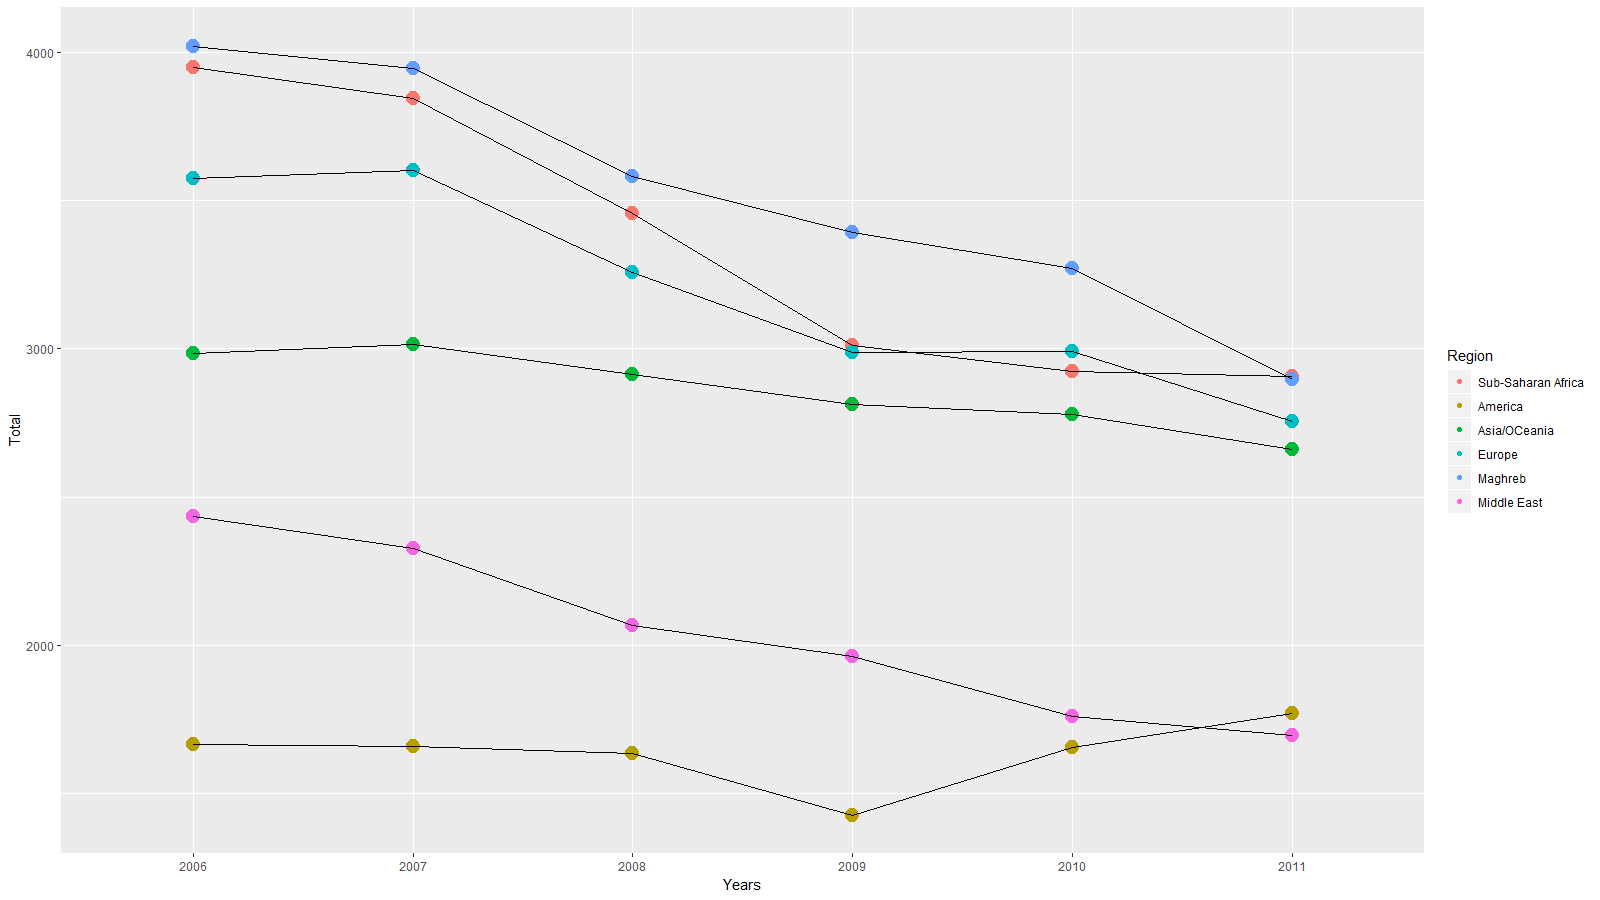 4000
3000
2000
Total
2006 2007 2008 2009 2010 2011
Years
Region
Sub-Saharan Africa
America
Asia/OCeania
Europe
Maghreb
Middle East